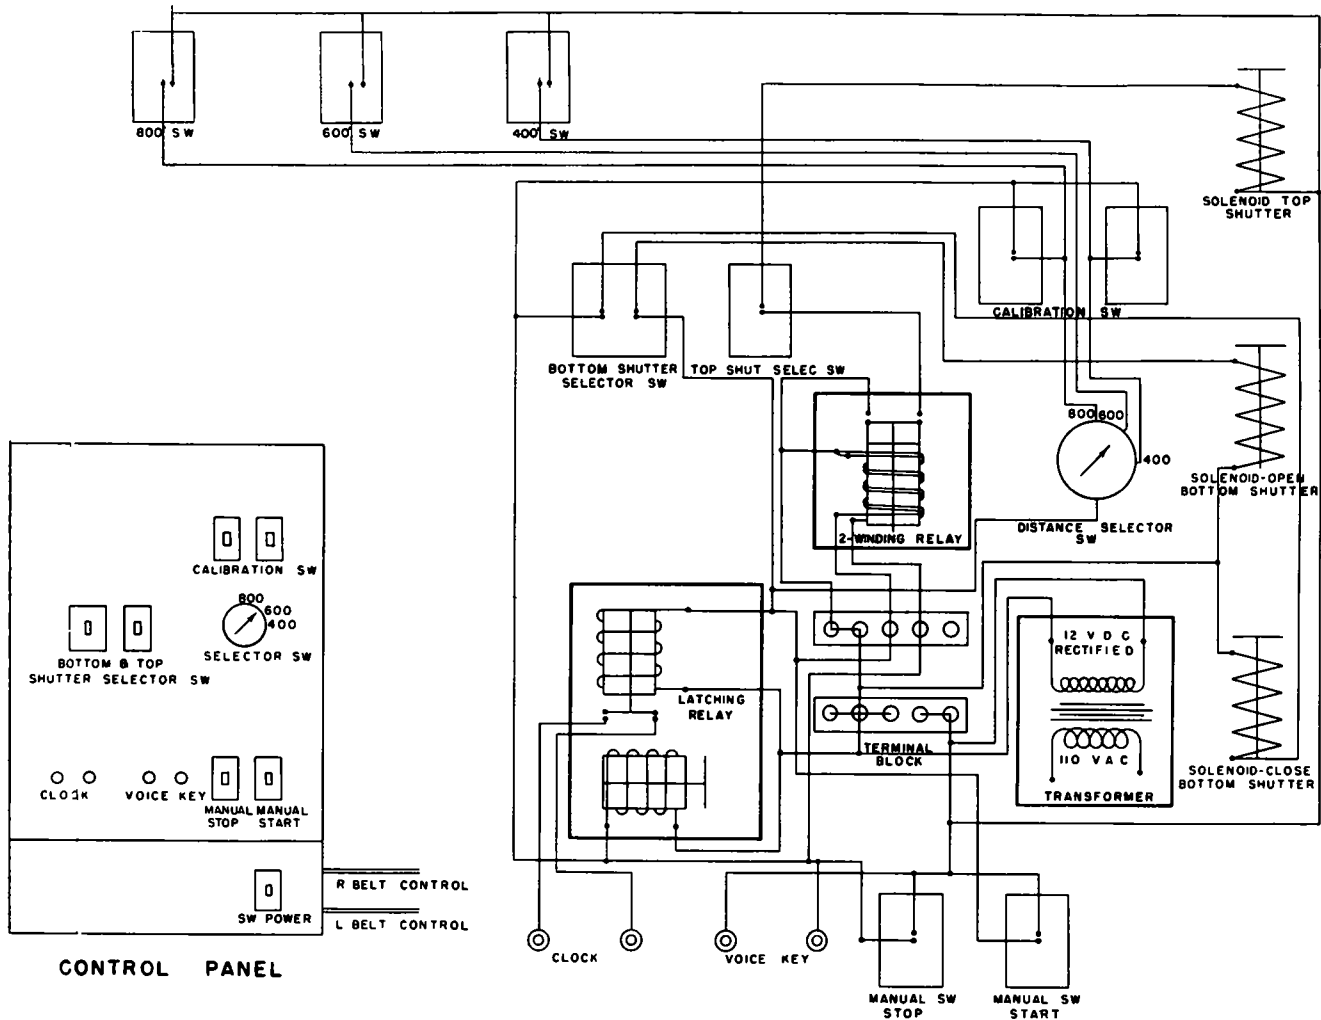 800' SW
600' SW
400' SW
SOLENOID TOP
SHUTTER
CALIBRATION SW
BOTTOM SHUTTER
SELECTOR SW
TOP SHUT SELEC SW
800 600
400
SOLENOID-OPEN
BOTTOM SHUTTER
DISTANCE SELECTOR
SW
2-WINDING RELAY
CALIBRATION SW
800
600
400
SELECTOR SW
BOTTOM & TOP
SHUTTER SELECTOR SW
12 V D C
RECTIFIED
LATCHING
RELAY
TERMINAL
BLOCK
110 VAC
TRANSFORMER
SOLENOID-CLOSE
BOTTOM SHUTTER
CLOCK
VOICE KEY
MANUAL
STOP
MANUAL
START
R BELT CONTROL
SW POWER
L BELT CONTROL
CONTROL PANEL
CLOCK
VOICE KEY
MANUAL SW
STOP
MANUAL SW
START